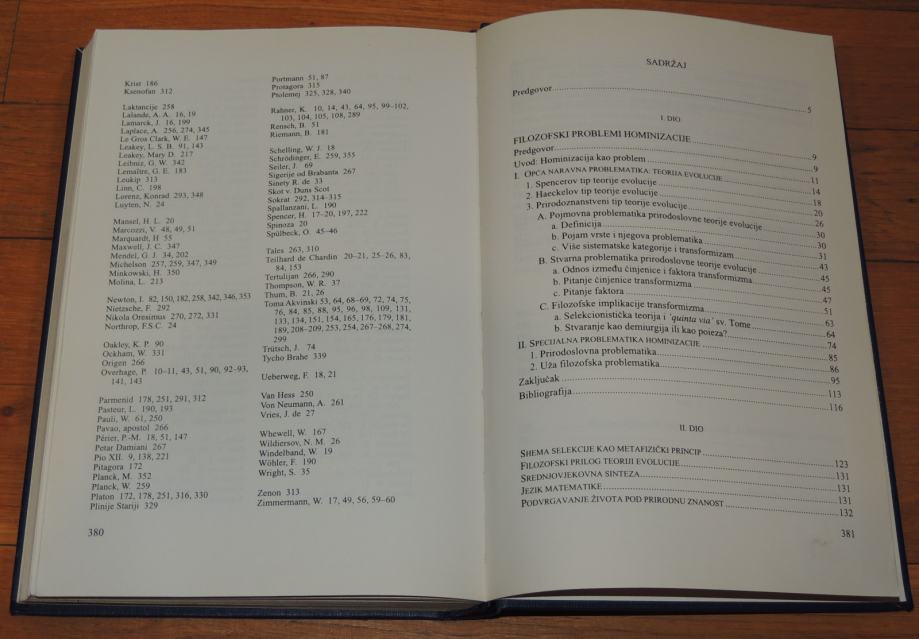 Krist 186
Ksenofan 312
Laktancije 258
Lalande, A. A. 16, 19
Lamarck, J. 16, 199
Laplace, A. 256, 274, 345
Le Gros Clark, W. E. 147
Leakey, L. S. B. 91, 143
Leakey, Mary D. 217
Leibniz, G. W. 342
Lemaître, G. E. 183
Leukip 313
Linn, C. 198
Lorenz, Konrad 293, 348
Luyten, N. 24
Mansel, H. L. 20
Marcozzi, V. 48, 49, 51
Marquardt, H 55
Maxwell, J. C. 347
Mendel, G. J. 34, 202
Michelson 257, 259, 347, 349
Minkowski, H. 350
Molina, L. 213
Newton, I. 82, 150, 182, 258, 342, 346, 353
Nietzsche, F. 292
Nikola Oresimus 270, 272, 331
Northrop, F.S.C. 24
Oakley, K. P. 90
Ockham, W. 331
Origen 266
Overhage, P. 10–11, 43, 51, 90, 92–93,
141, 143
Parmenid 178, 251, 291, 312
Pasteur, L. 190, 193
Pauli, W. 61, 250
Pavao, apostol 266
Périer, P.-M. 18, 51, 147
Petar Damiani 267
Pio XII. 9, 138, 221
Pitagora 172
Planck, M. 352
Planck, W. 259
Platon 172, 178, 251, 316, 330
Plinije Stariji 329
380
Portmann 51, 87
Protagora 315
Ptolemej 325, 328, 340
Rahner, K. 10, 14, 43, 64, 95, 99–102,
103, 104, 105, 108, 289
Rensch, B. 51
Riemann, B. 181
Schelling, W. J. 18
Schrödinger, E. 259, 355
Seiler, J. 69
Sigerije od Brabanta 267
Sinety R. de 33
Skot v. Duns Scot
Sokrat 292, 314–315
Spallanzani, L. 190
Spencer, H. 17–20, 197, 222
Spinoza 20
Spülbeck, O. 45–46
Tales 263, 310
Teilhard de Chardin 20–21, 25–26, 83,
84, 153
Tertulijan 266, 290
Thompson, W. R. 37
Thum, B. 21, 26
Toma Akvinski 53, 64, 68–69, 72, 74, 75,
76, 84, 85, 88, 95, 96, 98, 109, 131,
133, 134, 151, 154, 165, 176, 179, 181,
189, 208–209, 253, 254, 267–268, 274,
299
Trütsch, J. 74
Tycho Brahe 339
Ueberweg, F. 18, 21
Van Hess 250
Von Neumann, A. 261
Vries, J. de 27
Whewell, W. 167
Wildiersov, N. M. 26
Windelband, W. 19
Wöhler, F. 190
Wright, S. 35
Zenon 313
Zimmermann, W. 17, 49, 56, 59–60
SADRŽAJ
Predgovor 5
I. DIO
FILOZOFSKI PROBLEMI HOMINIZACIJE
Predgovor 9
Uvod: Hominizacija kao problem 9
I. OPĆA NARAVNA PROBLEMATIKA: TEORIJA EVOLUCIJE 11
1. Spencerov tip teorije evolucije 14
2. Haeckelov tip teorije evolucije 18
3. Prirodoznanstveni tip teorije evolucije 20
A. Pojmovna problematika prirodoslovne teorije evolucije 26
a. Definicija 30
b. Pojam vrste i njegova problematika 30
c. Više sistematske kategorije i transformizam 31
B. Stvarna problematika prirodoslovne teorije evolucije 43
a. Odnos između činjenice i faktora transformizma 45
b. Pitanje činjenice transformizma 45
c. Pitanje faktora 47
C. Filozofske implikacije transformizma 51
a. Selekcionistička teorija i 'quinta via' sv. Tome 63
b. Stvaranje kao demiurgija ili kao poieza? 64
II. SPECIJALNA PROBLEMATIKA HOMINIZACIJE 74
1. Prirodoslovna problematika 85
2. Uža filozofska problematika 86
Zaključak 95
Bibliografija 113
116
II. DIO
SHEMA SELEKCIJE KAO METAFIZIČKI PRINCIP 123
FILOZOFSKI PRILOG TEORIJI EVOLUCIJE 131
SREDNJOVJEKOVNA SINTEZA 131
JEZIK MATEMATIKE 131
PODVRGAVANJE ŽIVOTA POD PRIRODNU ZNANOST 132
381